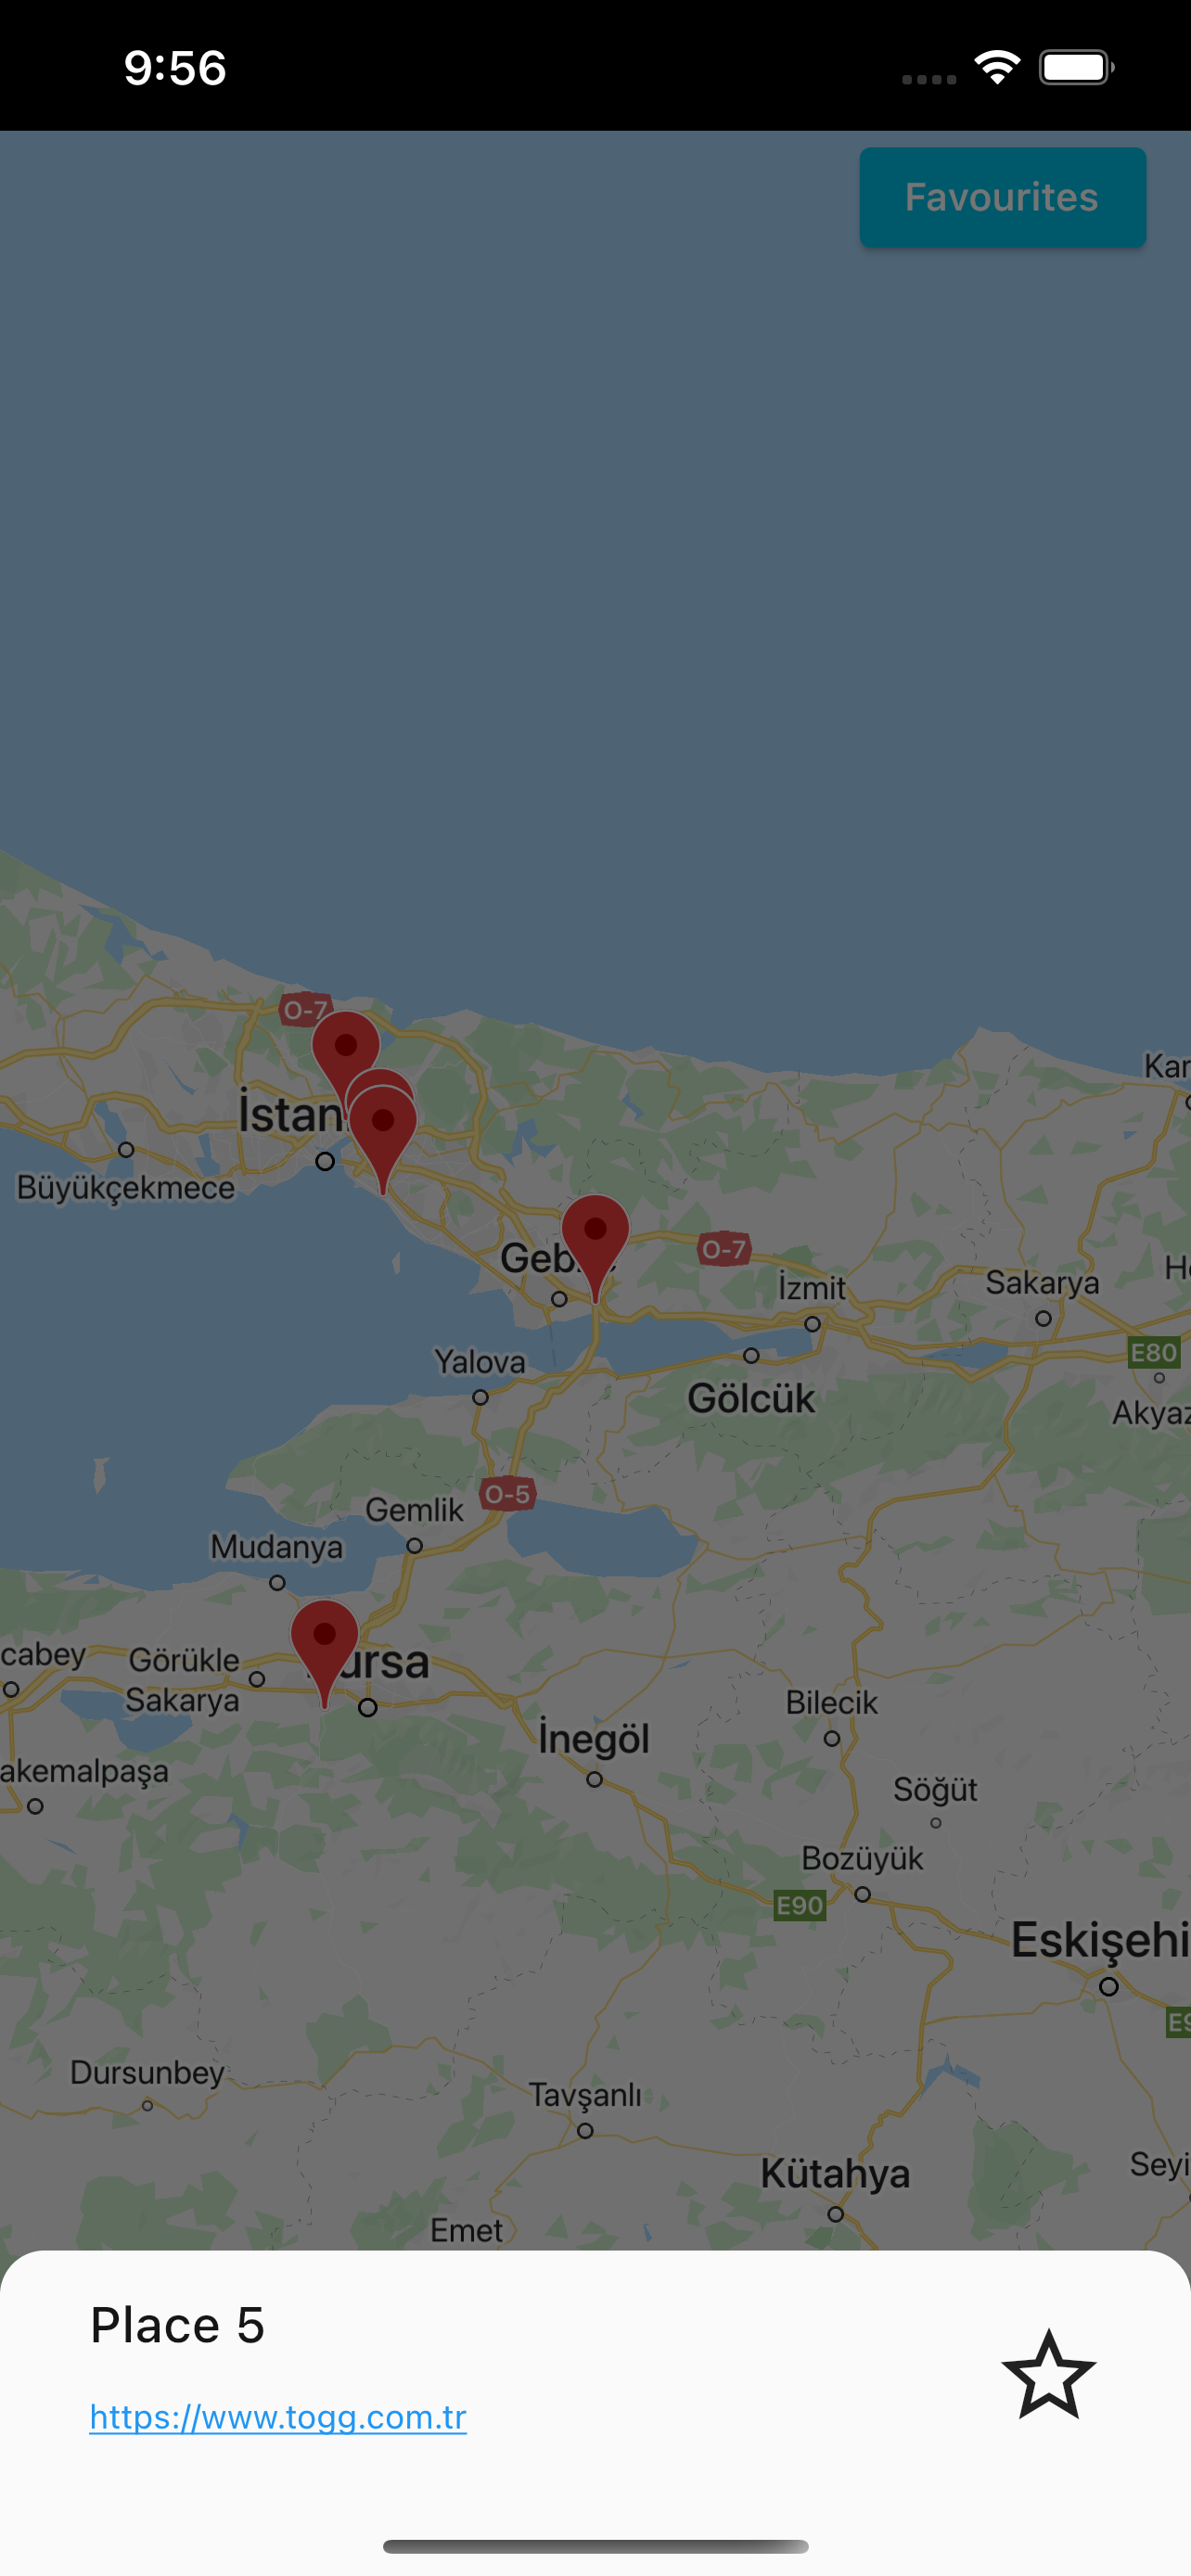 9:56
Favourites
O-7
Kar
İstan
Büyükçekmece
Geb
O-7
İzmit
Sakarya
He
E80
Yalova
Gölcük
Akyaz
O-5
Gemlik
Mudanya
cabey
Görükle
Sakarya
ursa
Bilecik
İnegöl
akemalpaşa
Söğüt
Bozüyük
E90
Eskişehi
E9
Dursunbey
Tavşanlı
Kütahya
Seyi
Emet
Place 5
https://www.togg.com.tr